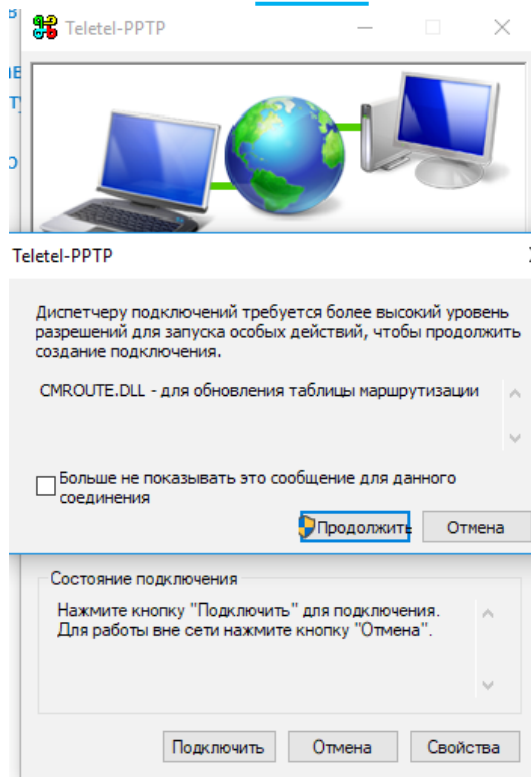 Teletel-PPTP
Teletel-PPTP
Диспетчеру подключений требуется более высокий уровень
разрешений для запуска особых действий, чтобы продолжить
создание подключения.
CMROUTE.DLL - для обновления таблицы маршрутизации
Больше не показывать это сообщение для данного
соединения
Продолжить
Отмена
Состояние подключения
Нажмите кнопку "Подключить" для подключения.
Для работы вне сети нажмите кнопку "Отмена".
Подключить
Отмена
Свойства